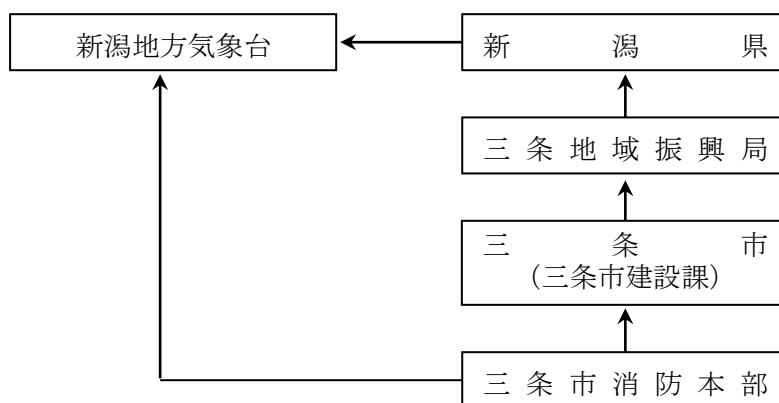 新潟地方気象台
新潟県
三条地域振興局
三条市
（三条市建設課）
三条市消防本部